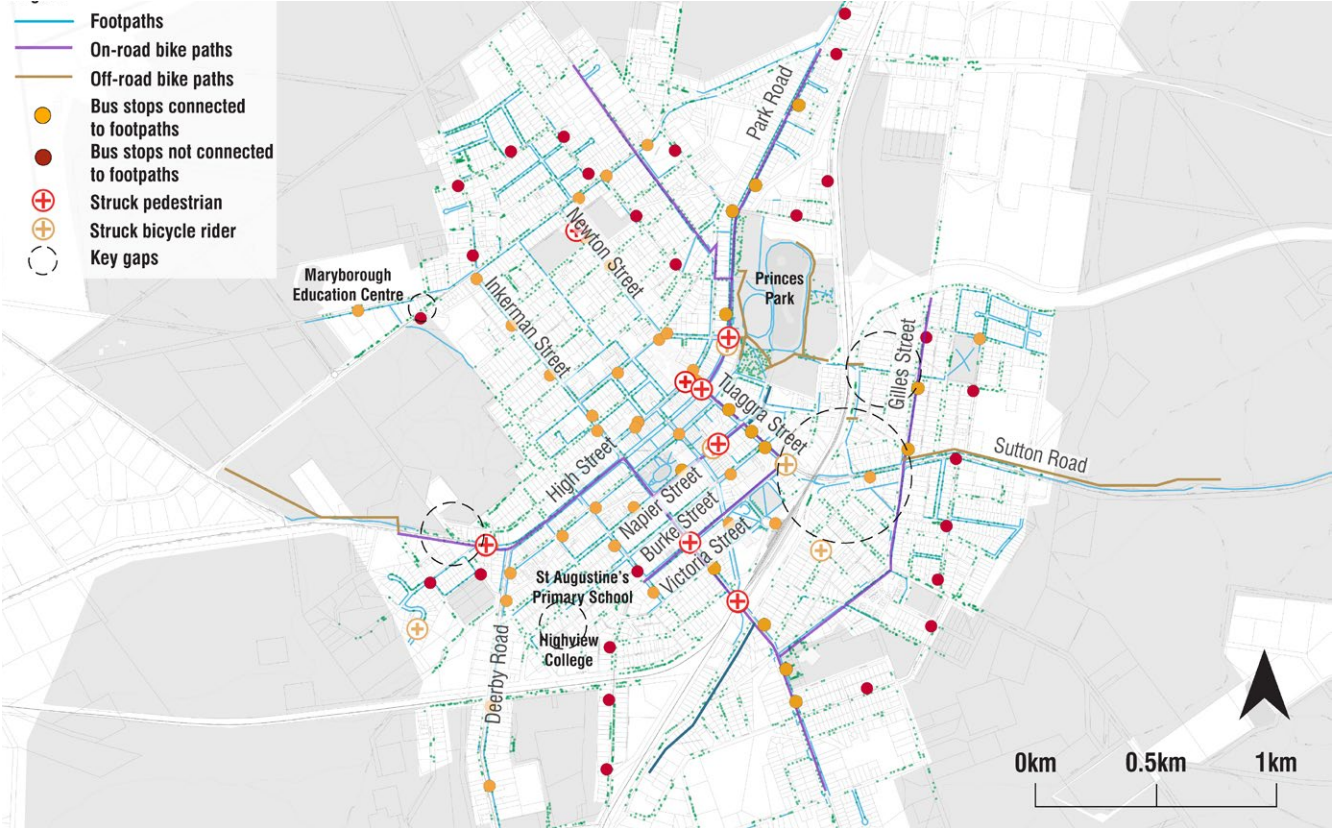 Footpaths
On-road bike paths
Off-road bike paths
Bus stops connected
to footpaths
Bus stops not connected
to footpaths
Struck pedestrian
Struck bicycle rider
Key gaps
Park Road
Newton Street
Maryborough
Education Centre
Princes
Park
Inkerman Street
Gilles Street
Tuaggra Street
High Street
Sutton Road
Napier Street
Burke Street
Victoria Street
St Augustine's
Primary School
Highview
College
Deerby Road
0km
0.5km
1km